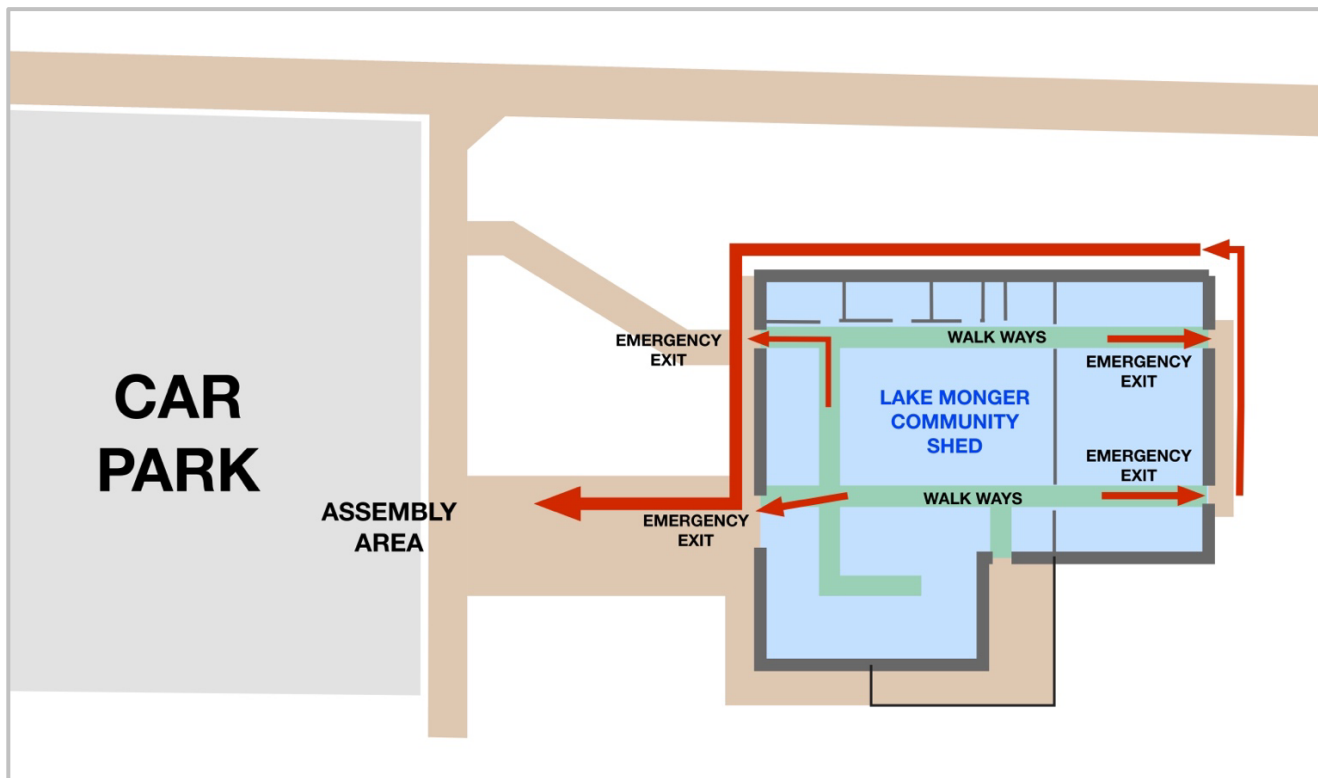 CAR
PARK
ASSEMBLY
AREA
EMERGENCY
EXIT
WALK WAYS
EMERGENCY
EXIT
LAKE MONGER
COMMUNITY
SHED
EMERGENCY
EXIT
WALK WAYS
EMERGENCY
EXIT